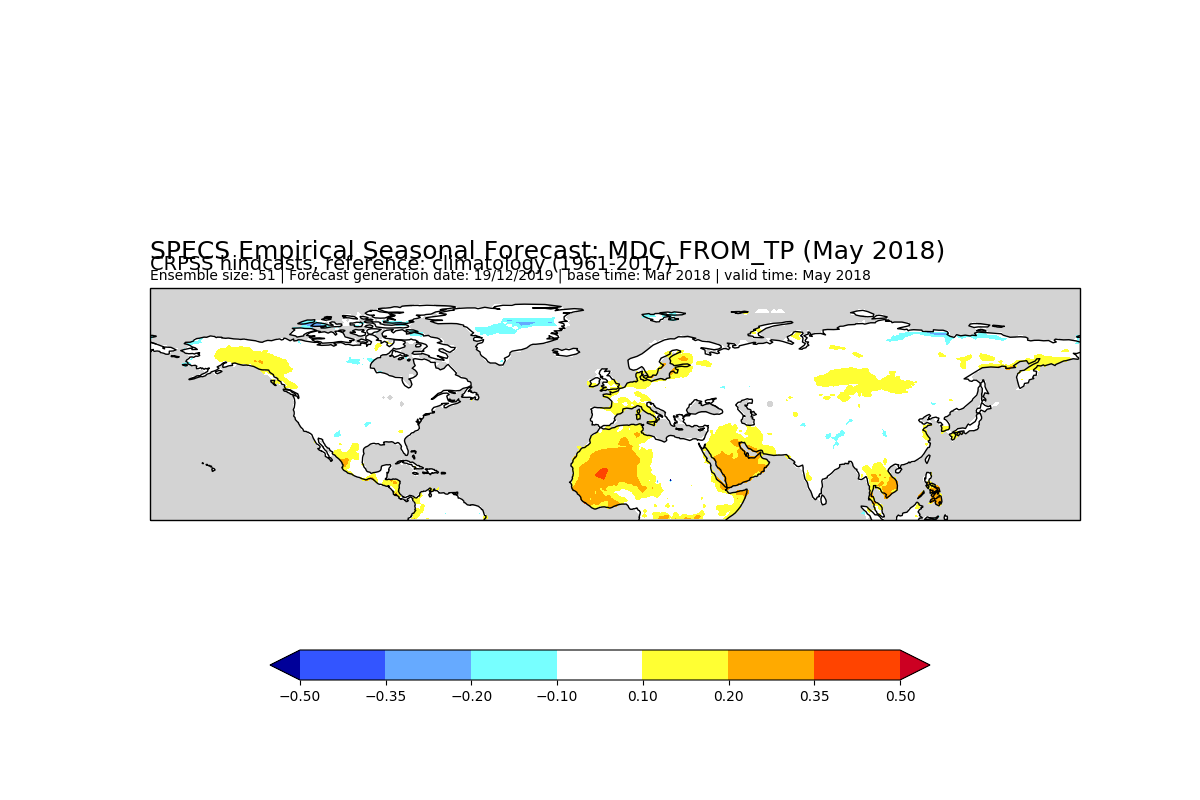 SPECS Empirical Seasonal Forecast: MDC_FROM_TP (May 2018)
CRPSS hindcasts, reference: climatology (1961-2017)
Ensemble size: 51 | Forecast generation date: 19/12/2019 | base time: Mar 2018 | valid time: May 2018
−0.50 −0.35 −0.20 −0.10 0.10 0.20 0.35 0.50